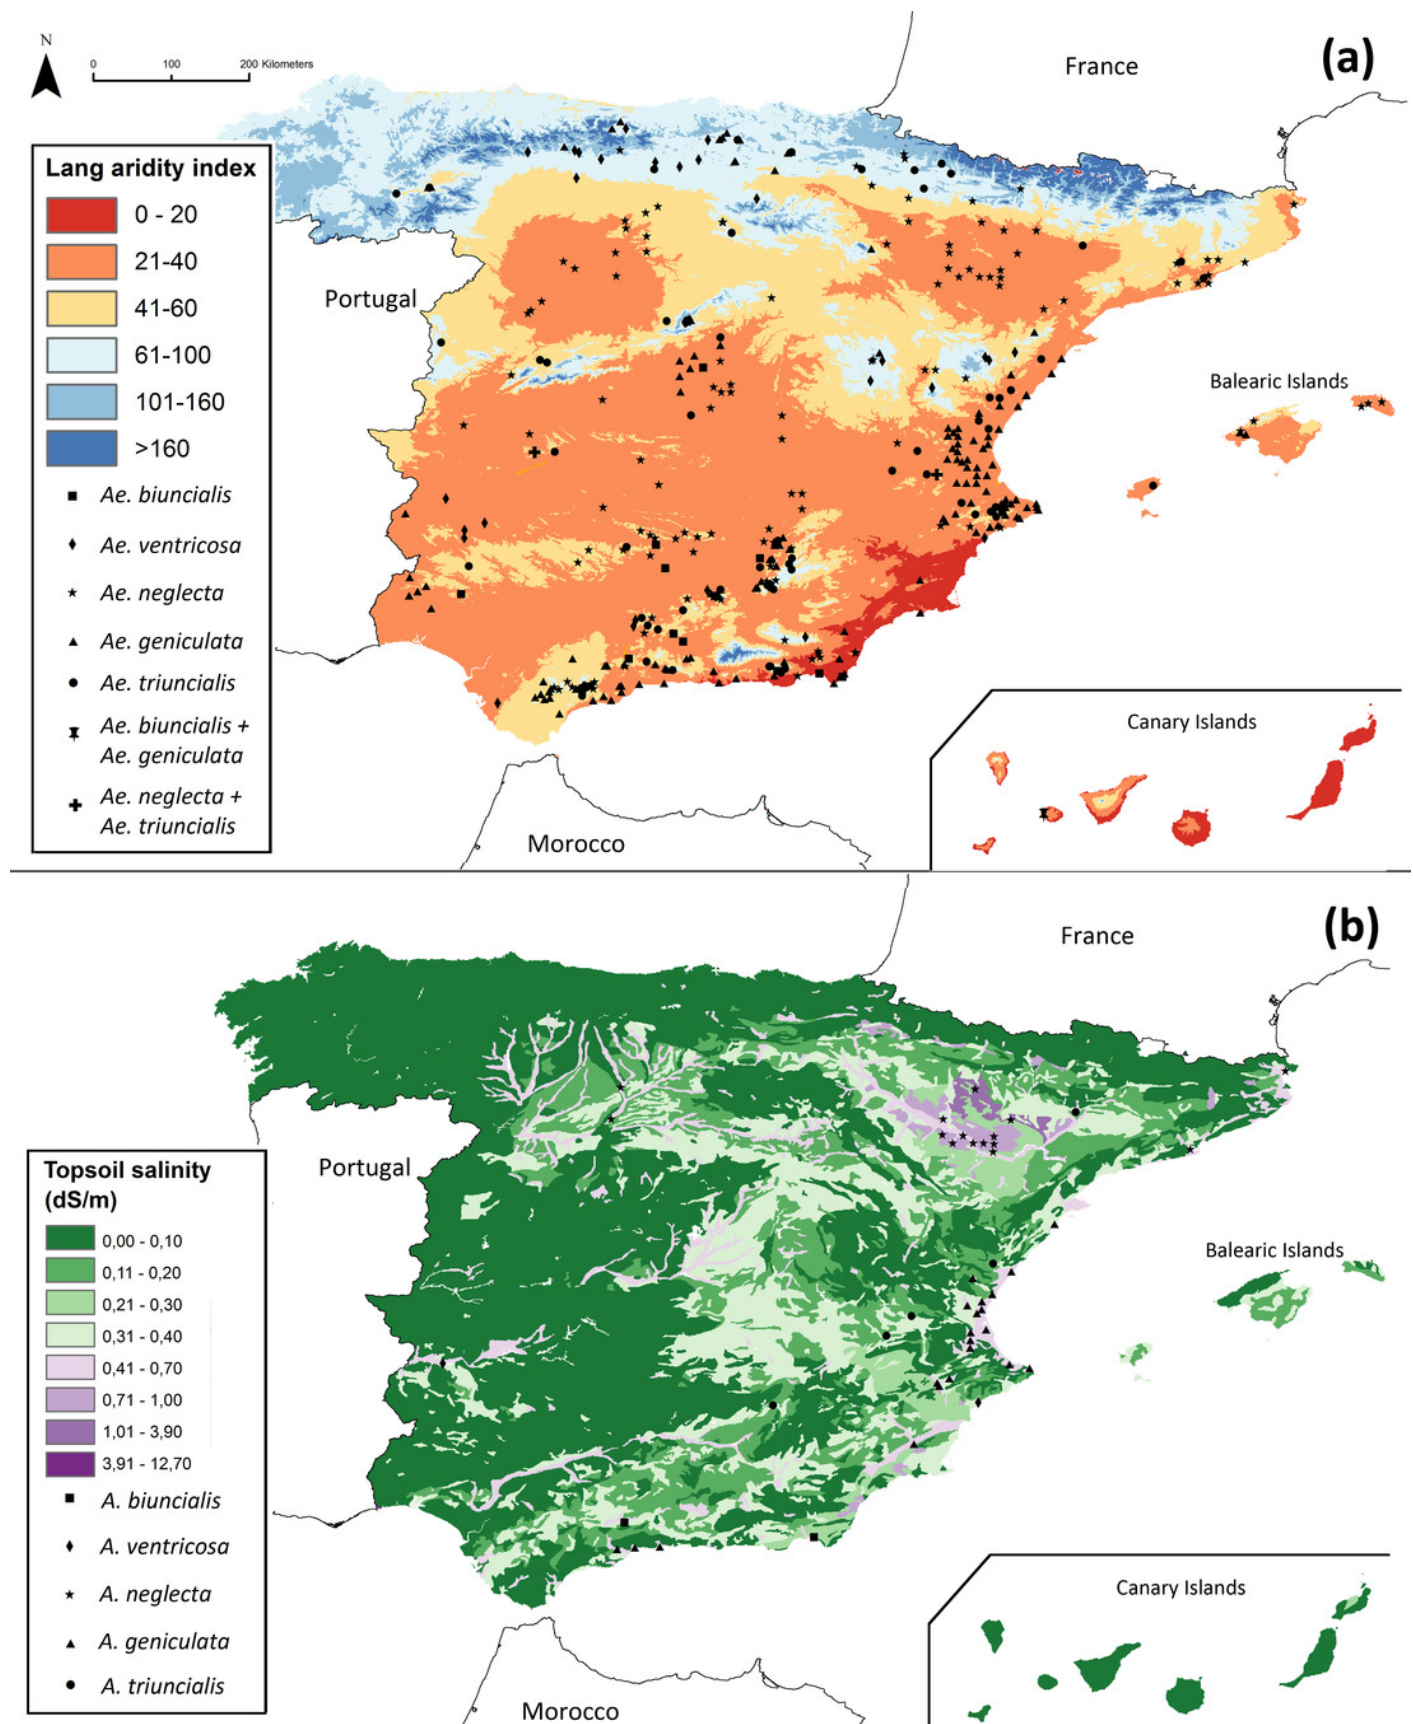 (a)
N
0 100 200 Kilometers
France
Lang aridity index
0 - 20
21-40
41-60
61-100
101-160
>160
Ae. biuncialis
Ae. ventricosa
Ae. neglecta
Ae. geniculata
Ae. triuncialis
Ae. biuncialis +
Ae. geniculata
Ae. neglecta +
Ae. triuncialis
Portugal
Balearic Islands
Canary Islands
Morocco
(b)
France
Portugal
Topsoil salinity
(dS/m)
0,00 - 0,10
0,11 - 0,20
0,21 - 0,30
0,31 - 0,40
0,41 - 0,70
0,71 - 1,00
1,01 - 3,90
3,91 - 12,70
A. biuncialis
A. ventricosa
A. neglecta
A. geniculata
A. triuncialis
Balearic Islands
Canary Islands
Morocco